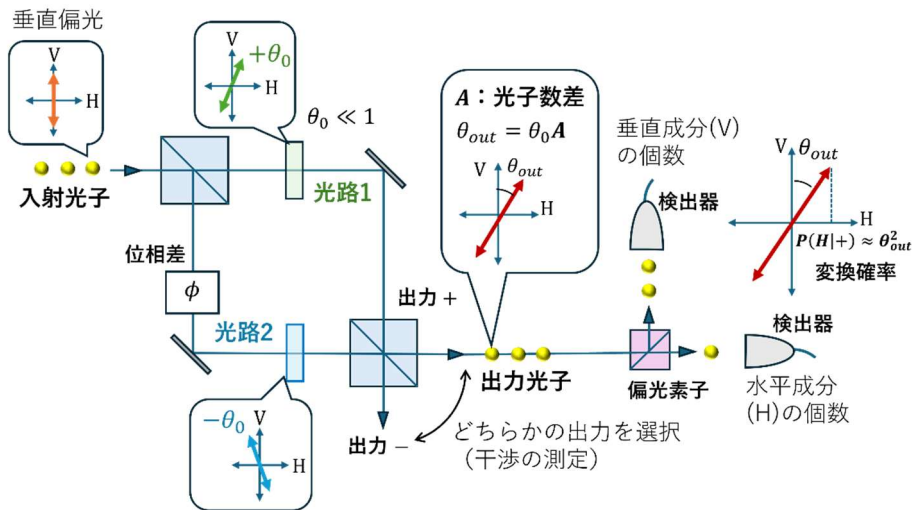 垂直偏光
V
H
入射光子
V
+θ₀
H
θ₀ ≪ 1
光路1
位相差
ϕ
光路2
−θ₀
V
H
出力 +
出力 −
A：光子数差
θout = θ₀A
V
θout
H
出力光子
どちらかの出力を選択
（干渉の測定）
垂直成分(V)
の個数
検出器
偏光素子
V
θout
H
P(H|+) ≈ θ²out
変換確率
検出器
水平成分
(H)の個数